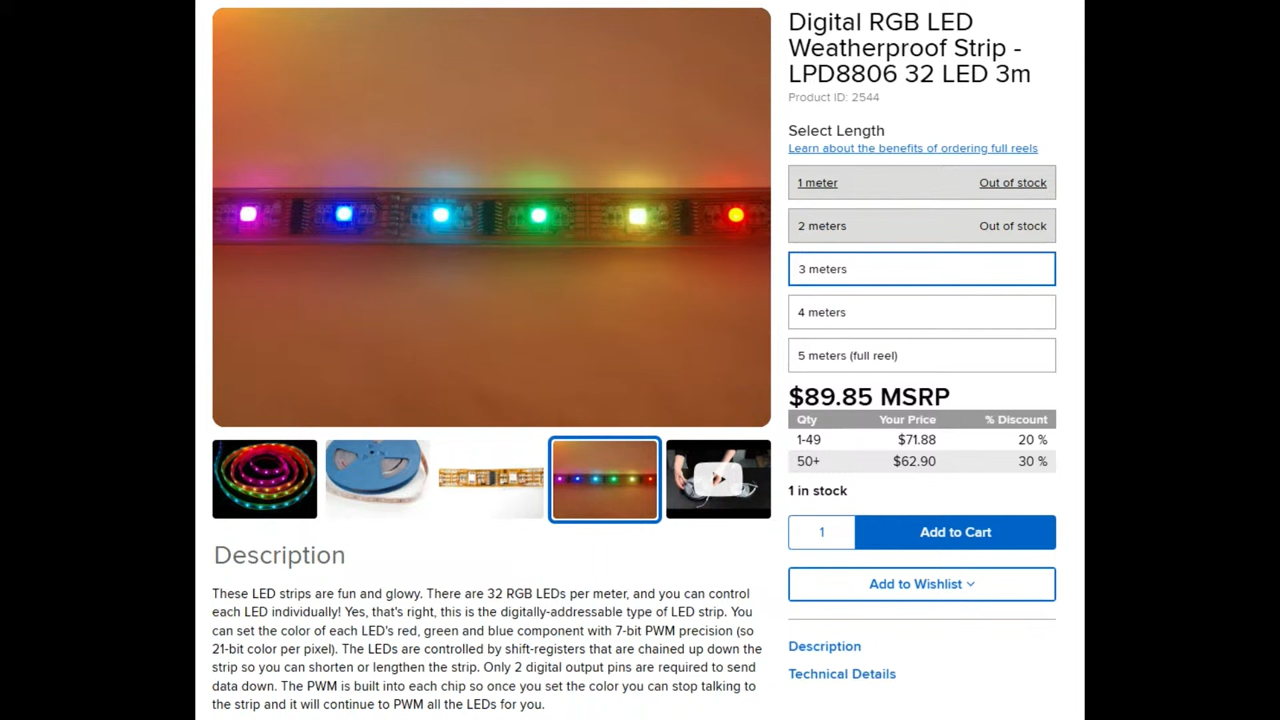 Digital RGB LED
Weatherproof Strip -
LPD8806 32 LED 3m
Product ID: 2544
Select Length
Learn about the benefits of ordering full reels
1 meter Out of stock
2 meters Out of stock
3 meters
4 meters
5 meters (full reel)
$89.85 MSRP
Qty Your Price % Discount
1-49 $71.88 20 %
50+ $62.90 30 %
1 in stock
1 Add to Cart
Add to Wishlist
Description
Technical Details
Description
These LED strips are fun and glowy. There are 32 RGB LEDs per meter, and you can control
each LED individually! Yes, that's right, this is the digitally-addressable type of LED strip. You
can set the color of each LED's red, green and blue component with 7-bit PWM precision (so
21-bit color per pixel). The LEDs are controlled by shift-registers that are chained up down the
strip so you can shorten or lengthen the strip. Only 2 digital output pins are required to send
data down. The PWM is built into each chip so once you set the color you can stop talking to
the strip and it will continue to PWM all the LEDs for you.